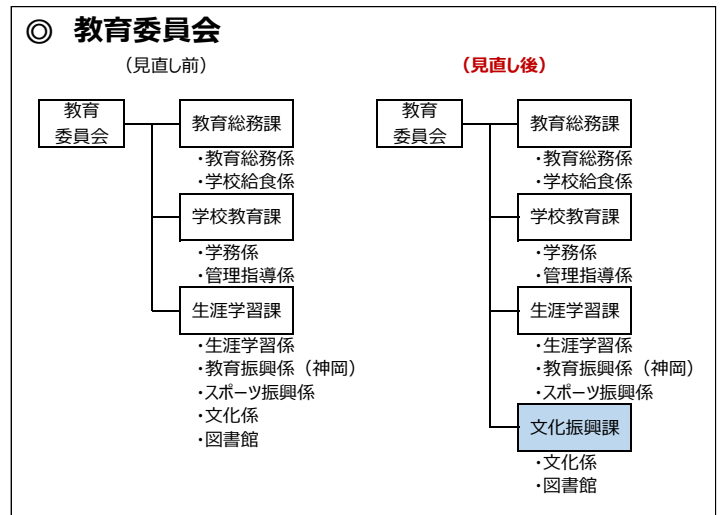 ◎ 教育委員会
（見直し前）
教育
委員会
教育総務課
・教育総務係
・学校給食係
学校教育課
・学務係
・管理指導係
生涯学習課
・生涯学習係
・教育振興係（神岡）
・スポーツ振興係
・文化係
・図書館
（見直し後）
教育
委員会
教育総務課
・教育総務係
・学校給食係
学校教育課
・学務係
・管理指導係
生涯学習課
・生涯学習係
・教育振興係（神岡）
・スポーツ振興係
文化振興課
・文化係
・図書館